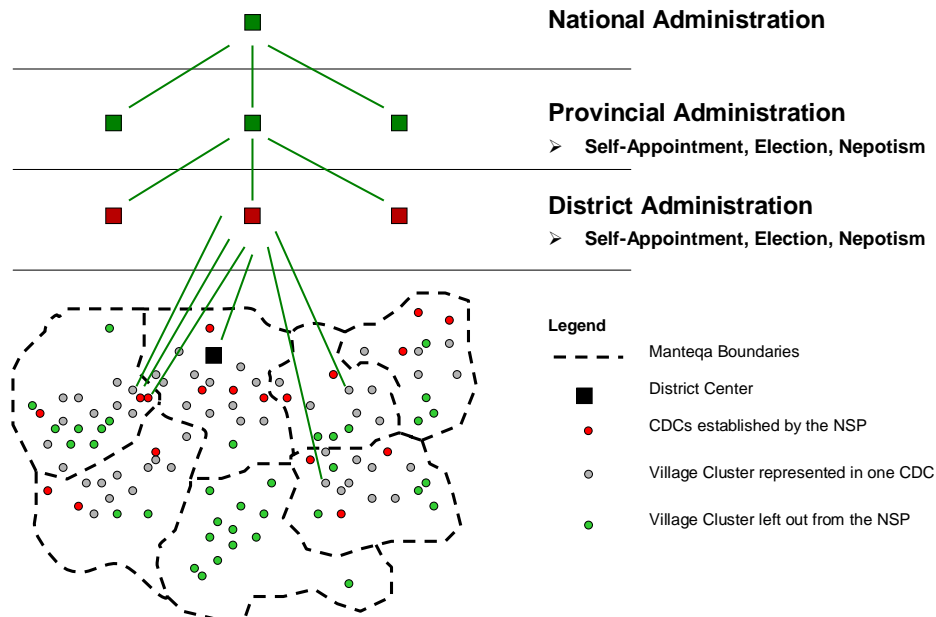 National Administration
Provincial Administration
➢ Self-Appointment, Election, Nepotism
District Administration
➢ Self-Appointment, Election, Nepotism
Legend
Manteqa Boundaries
District Center
CDCs established by the NSP
Village Cluster represented in one CDC
Village Cluster left out from the NSP